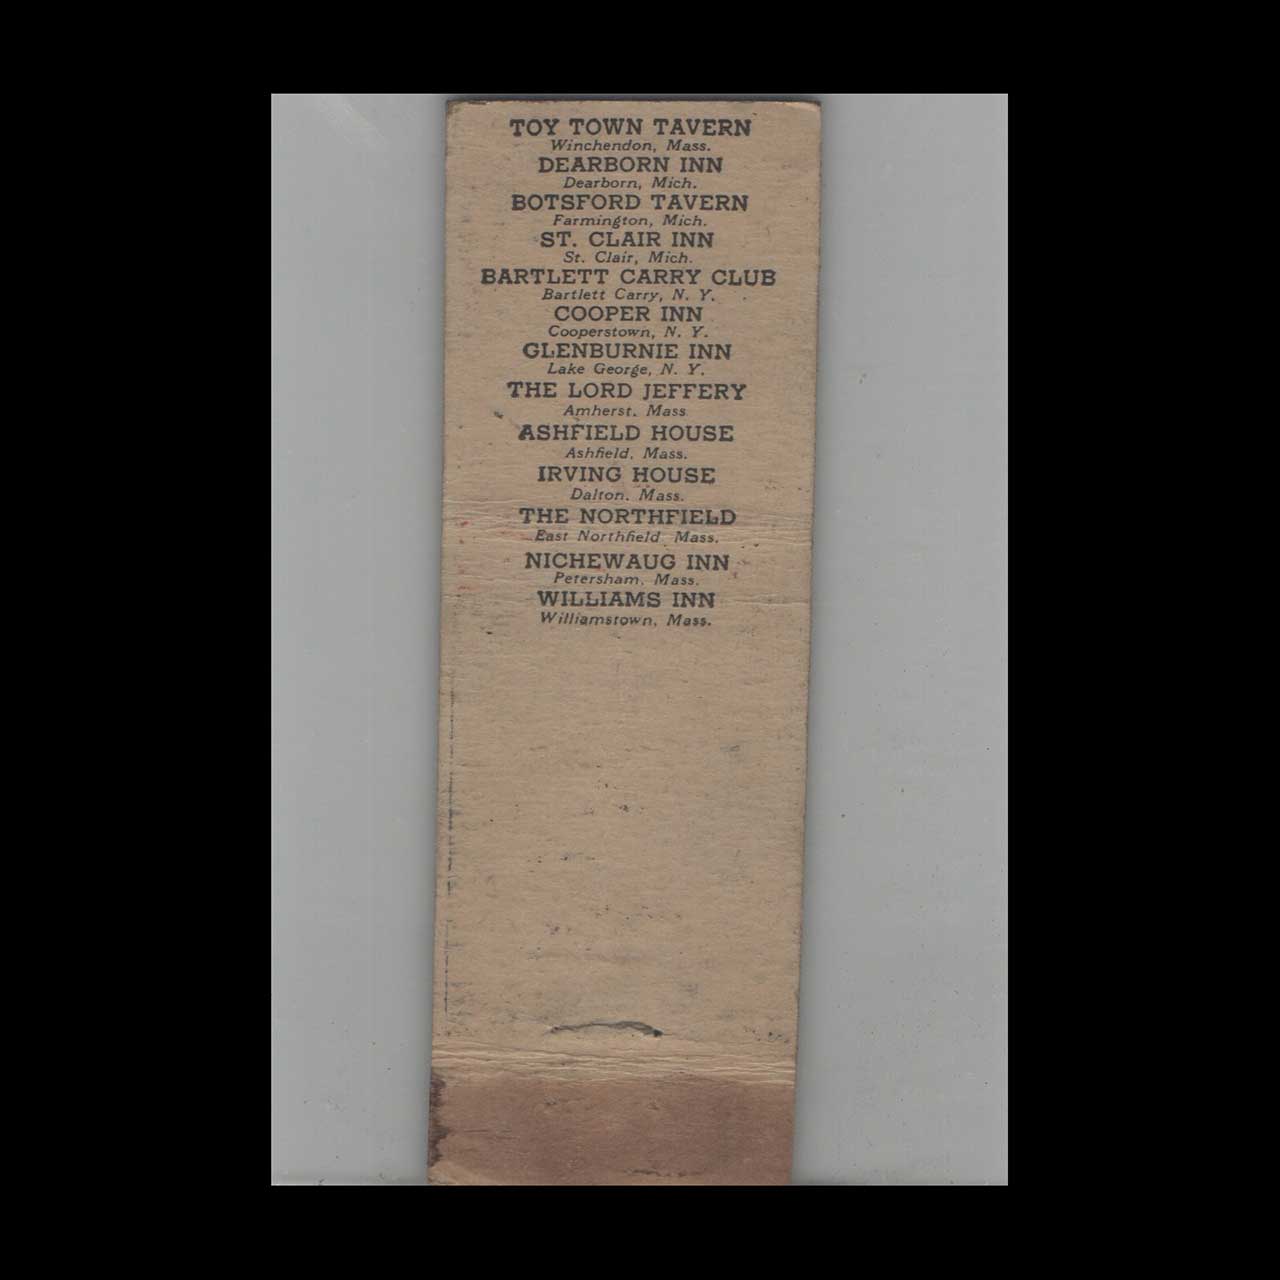 TOY TOWN TAVERN
Winchendon, Mass.
DEARBORN INN
Dearborn, Mich.
BOTSFORD TAVERN
Farmington, Mich.
ST. CLAIR INN
St. Clair, Mich.
BARTLETT CARRY CLUB
Bartlett Carry, N. Y.
COOPER INN
Cooperstown, N. Y.
GLENBURNIE INN
Lake George, N. Y.
THE LORD JEFFERY
Amherst. Mass
ASHFIELD HOUSE
Ashfield. Mass.
IRVING HOUSE
Dalton. Mass.
THE NORTHFIELD
East Northfield Mass.
NICHEWAUG INN
Petersham. Mass.
WILLIAMS INN
Williamstown, Mass.